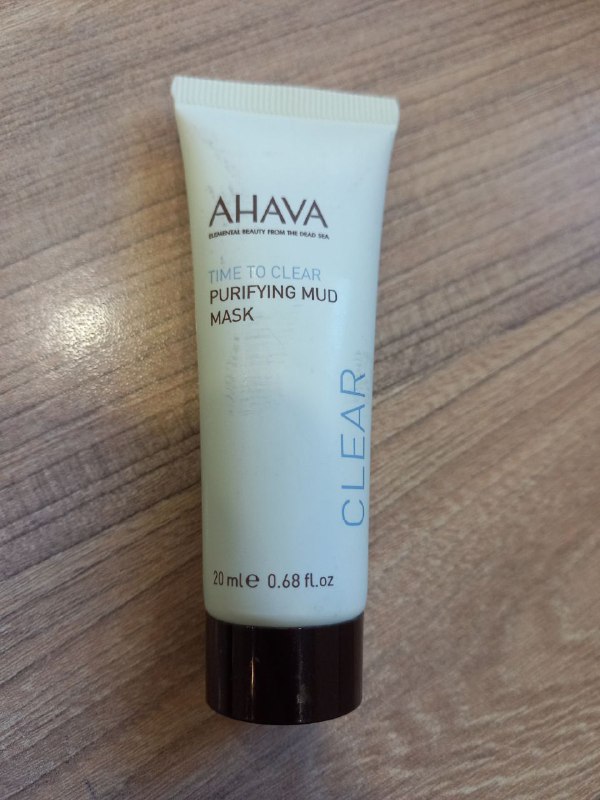 AHAVA
ELEMENTAL BEAUTY FROM THE DEAD SEA
TIME TO CLEAR
PURIFYING MUD
MASK
CLEAR
20 ml e 0.68 fl.oz